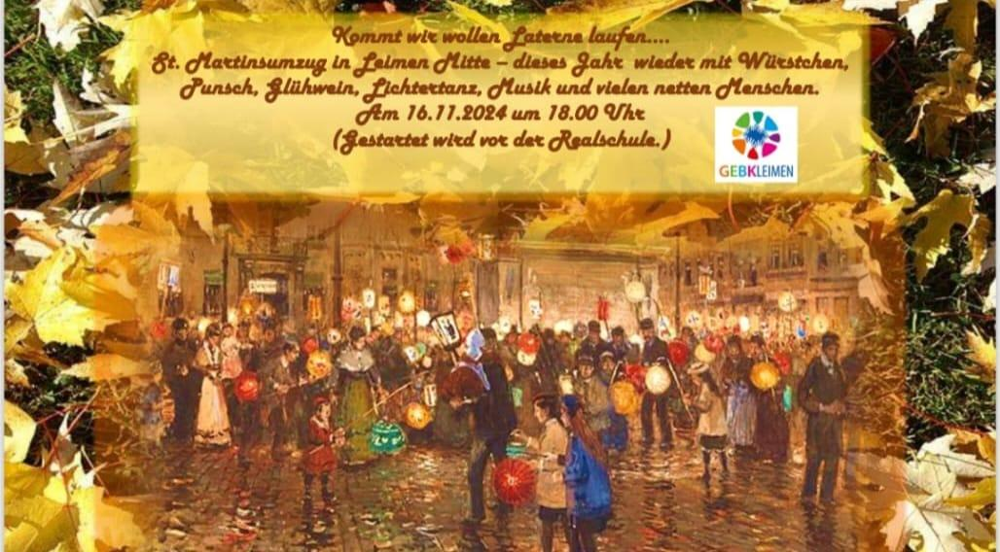 Kommt wir wollen Laterne laufen....
St. Martinsumzug in Leimen Mitte – dieses Jahr wieder mit Würstchen,
Punsch, Glühwein, Lichtertanz, Musik und vielen netten Menschen.
Am 16.11.2024 um 18.00 Uhr
(Gestartet wird vor der Realschule.)
GEBKLEIMEN